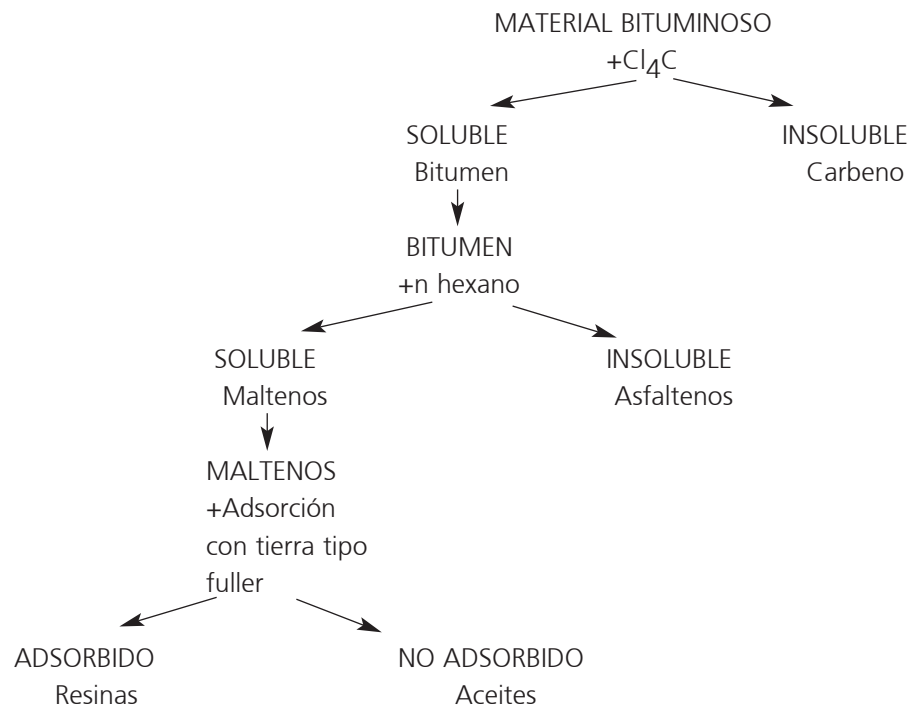 MATERIAL BITUMINOSO
+Cl4C
SOLUBLE
Bitumen
INSOLUBLE
Carbeno
BITUMEN
+n hexano
SOLUBLE
Maltenos
INSOLUBLE
Asfaltenos
MALTENOS
+Adsorción
con tierra tipo
fuller
ADSORBIDO
Resinas
NO ADSORBIDO
Aceites